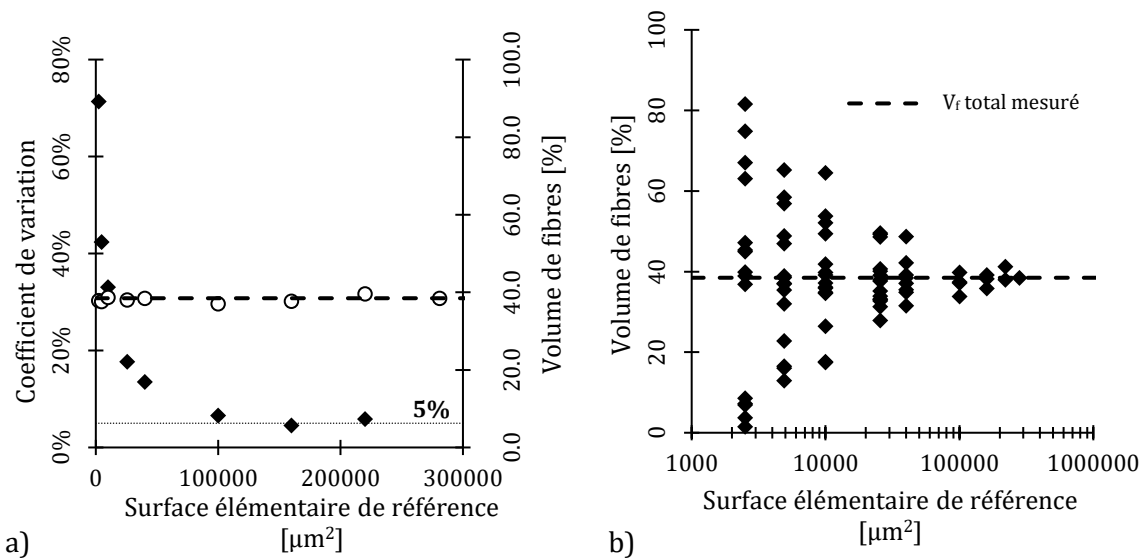 80%
60%
40%
20%
0%
Coefficient de variation
100.0
80.0
60.0
40.0
20.0
0.0
Volume de fibres [%]
5%
0
100000
200000
300000
Surface élémentaire de référence
[µm²]
a)
100
80
60
40
20
0
Volume de fibres [%]
Vf total mesuré
1000
10000
100000
1000000
Surface élémentaire de référence
[µm²]
b)